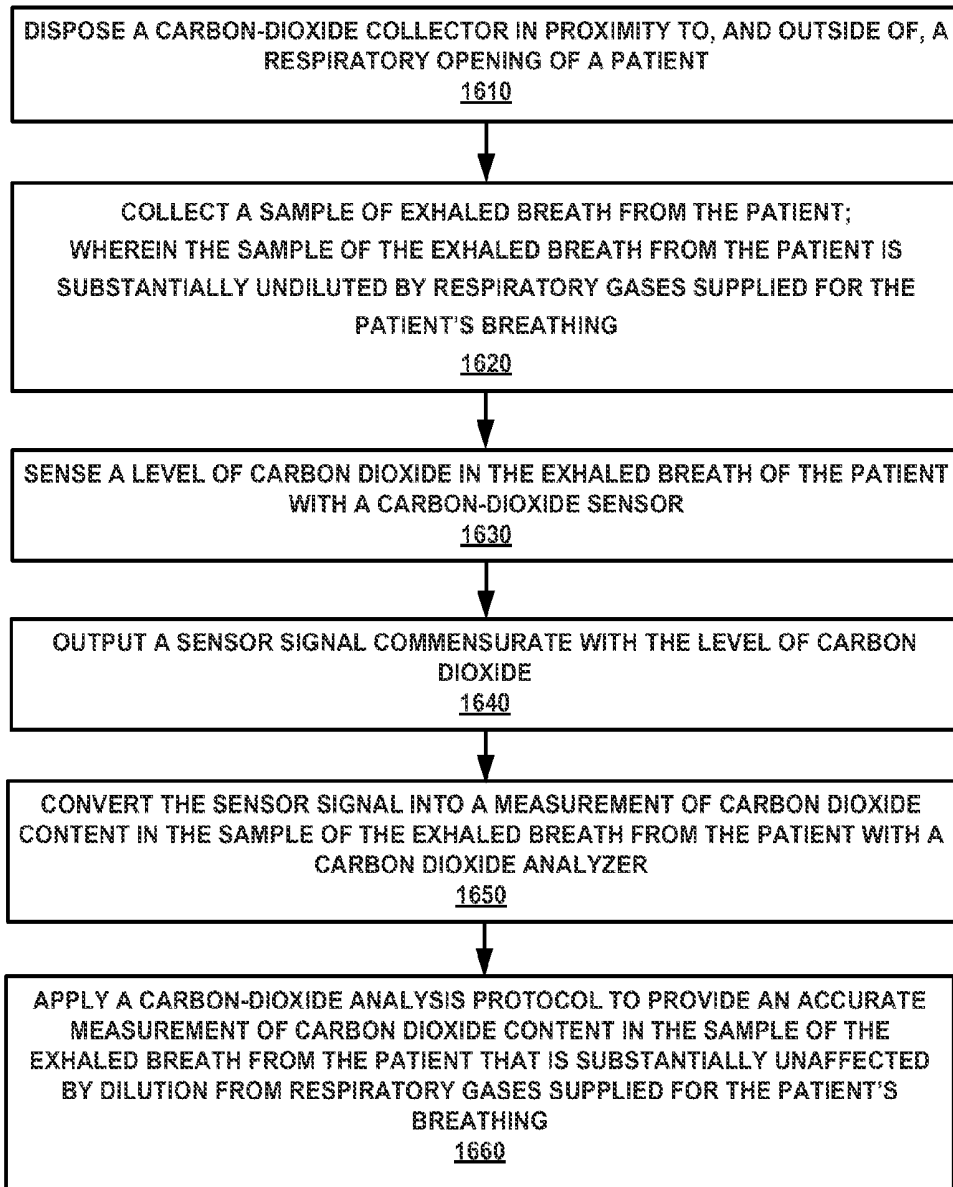 DISPOSE A CARBON-DIOXIDE COLLECTOR IN PROXIMITY TO, AND OUTSIDE OF, A
RESPIRATORY OPENING OF A PATIENT
1610
COLLECT A SAMPLE OF EXHALED BREATH FROM THE PATIENT;
WHEREIN THE SAMPLE OF THE EXHALED BREATH FROM THE PATIENT IS
SUBSTANTIALLY UNDILUTED BY RESPIRATORY GASES SUPPLIED FOR THE
PATIENT'S BREATHING
1620
SENSE A LEVEL OF CARBON DIOXIDE IN THE EXHALED BREATH OF THE PATIENT
WITH A CARBON-DIOXIDE SENSOR
1630
OUTPUT A SENSOR SIGNAL COMMENSURATE WITH THE LEVEL OF CARBON
DIOXIDE
1640
CONVERT THE SENSOR SIGNAL INTO A MEASUREMENT OF CARBON DIOXIDE
CONTENT IN THE SAMPLE OF THE EXHALED BREATH FROM THE PATIENT WITH A
CARBON DIOXIDE ANALYZER
1650
APPLY A CARBON-DIOXIDE ANALYSIS PROTOCOL TO PROVIDE AN ACCURATE
MEASUREMENT OF CARBON DIOXIDE CONTENT IN THE SAMPLE OF THE
EXHALED BREATH FROM THE PATIENT THAT IS SUBSTANTIALLY UNAFFECTED
BY DILUTION FROM RESPIRATORY GASES SUPPLIED FOR THE PATIENT'S
BREATHING
1660